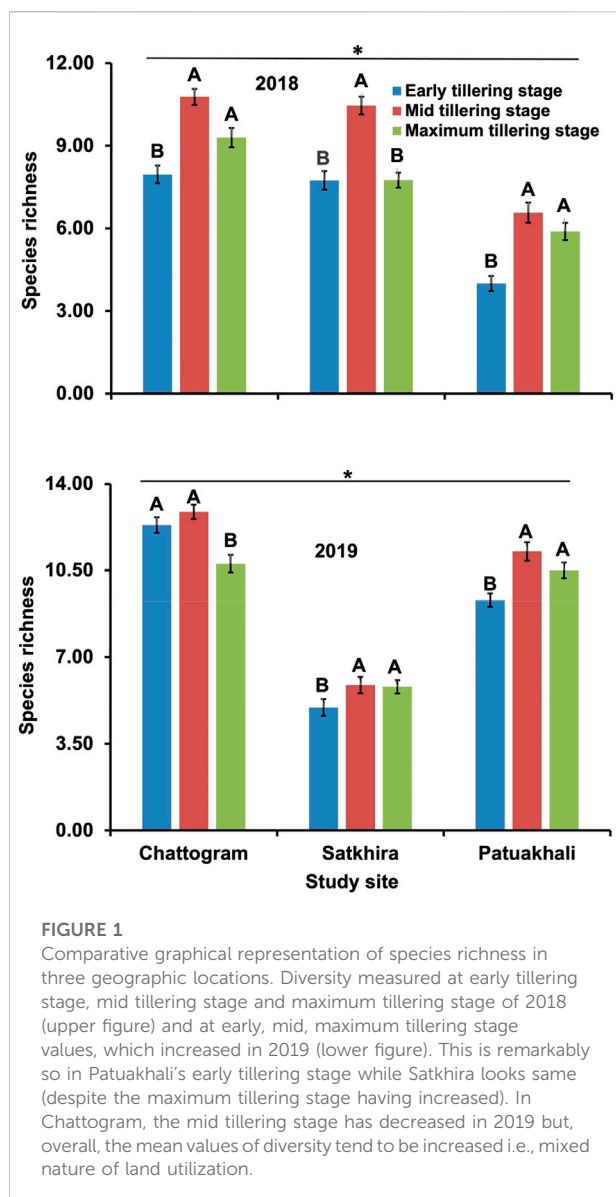 *
2018
Early tillering stage
Mid tillering stage
Maximum tillering stage
Species richness
12.00
9.00
6.00
3.00
0.00
B A A
B A B
B A A
*
2019
Species richness
14.00
10.50
7.00
3.50
0.00
A A B
B A A
B A A
Chattogram Satkhira Patuakhali
Study site
FIGURE 1
Comparative graphical representation of species richness in
three geographic locations. Diversity measured at early tillering
stage, mid tillering stage and maximum tillering stage of 2018
(upper figure) and at early, mid, maximum tillering stage
values, which increased in 2019 (lower figure). This is remarkably
so in Patuakhali’s early tillering stage while Satkhira looks same
(despite the maximum tillering stage having increased). In
Chattogram, the mid tillering stage has decreased in 2019 but,
overall, the mean values of diversity tend to be increased i.e., mixed
nature of land utilization.